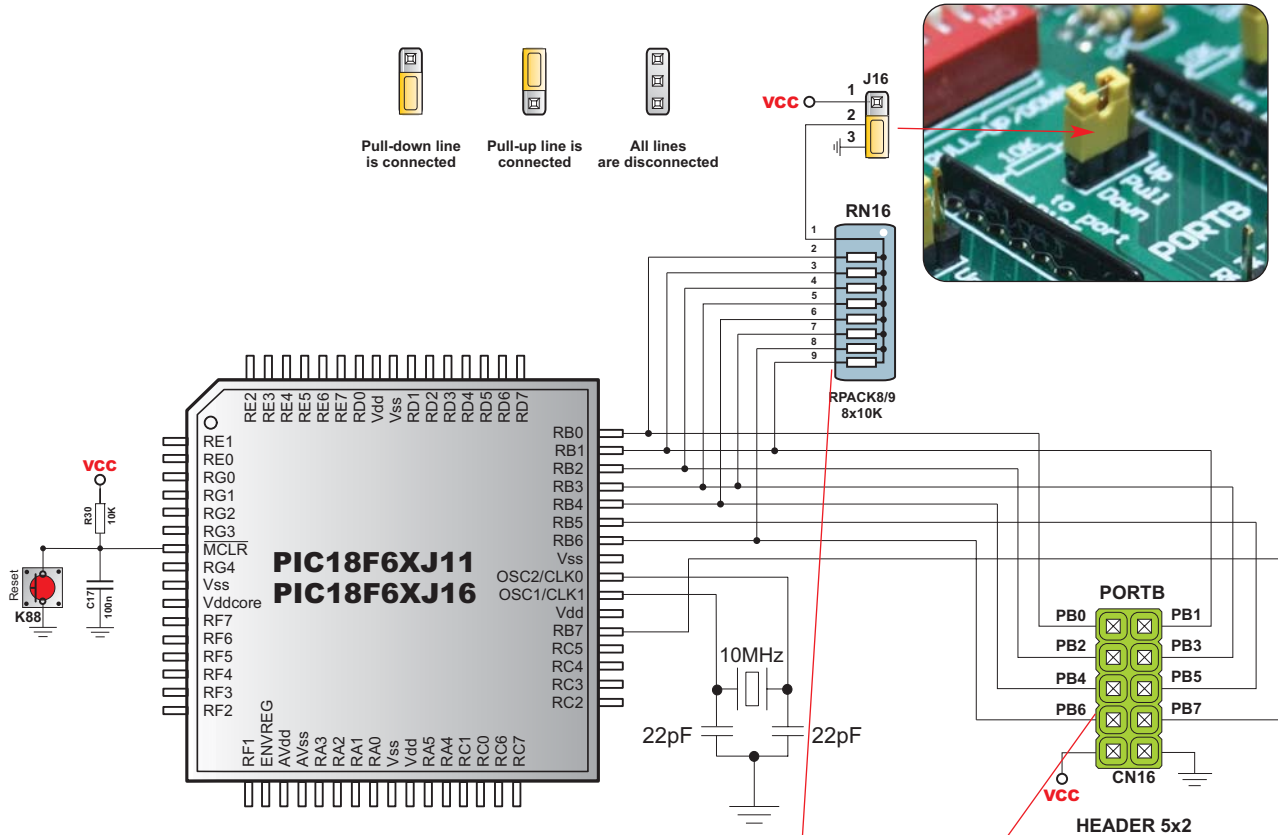 Pull-down line
is connected
Pull-up line is
connected
All lines
are disconnected
J16
VCC
1
2
3
NO
PULL-UP/DOWN
10K
10K
to port
Up
Pull
Down
PORTB
RN16
1
2
3
4
5
6
7
8
9
RPACK8/9
8x10K
RE2
RE3
RE4
RE5
RE6
RE7
RD0
Vdd
Vss
RD1
RD2
RD3
RD4
RD5
RD6
RD7
RE1
RE0
RG0
RG1
RG2
RG3
MCLR
RG4
Vss
Vddcore
RF7
RF6
RF5
RF4
RF3
RF2
PIC18F6XJ11
PIC18F6XJ16
RB0
RB1
RB2
RB3
RB4
RB5
RB6
Vss
OSC2/CLK0
OSC1/CLK1
Vdd
RB7
RC5
RC4
RC3
RC2
RF1
ENVREG
AVdd
AVss
RA3
RA2
RA1
RA0
Vss
Vdd
RA5
RA4
RC1
RC0
RC6
RC7
VCC
R30
10K
Reset
K88
C17
100n
10MHz
22pF
22pF
PORTB
PB0
PB1
PB2
PB3
PB4
PB5
PB6
PB7
VCC
CN16
HEADER 5x2